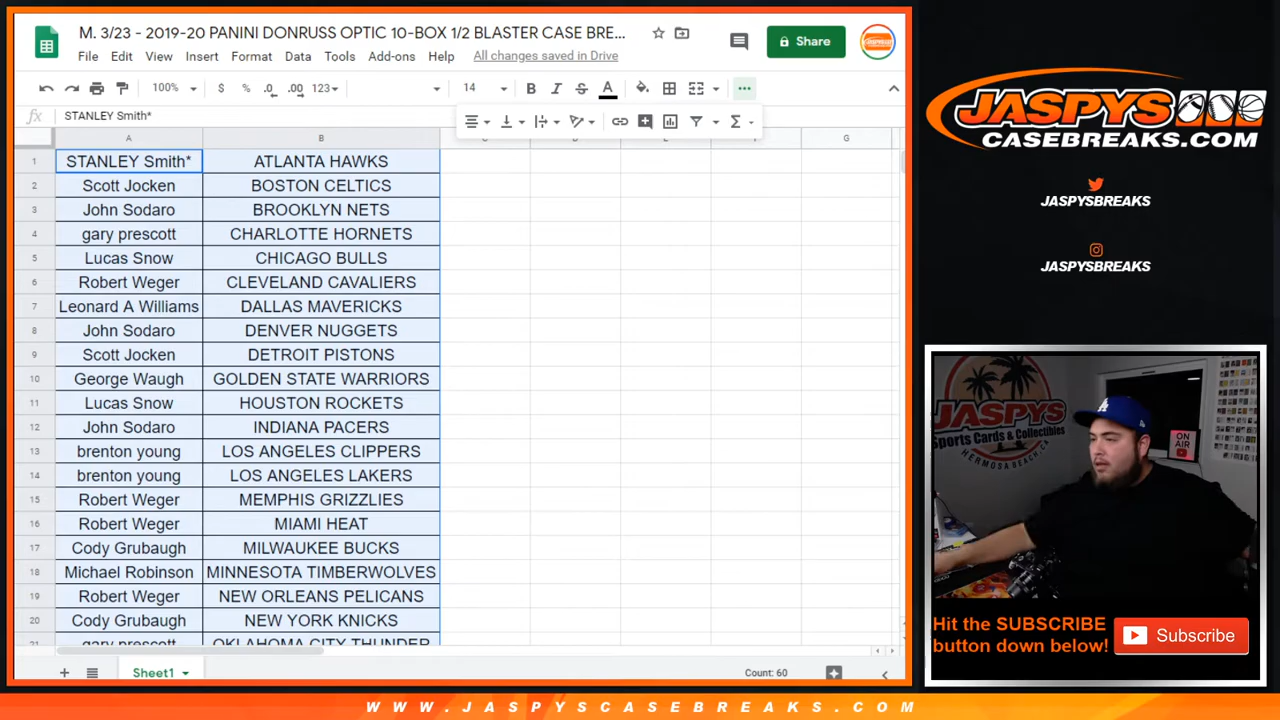 M. 3/23 - 2019-20 PANINI DONRUSS OPTIC 10-BOX 1/2 BLASTER CASE BRE...
Share
File Edit View Insert Format Data Tools Add-ons Help All changes saved in Drive
100% $ % .0 .00 123 14 B I S A
fx STANLEY Smith*
A B C D E F G
1 STANLEY Smith* ATLANTA HAWKS
2 Scott Jocken BOSTON CELTICS
3 John Sodaro BROOKLYN NETS
4 gary prescott CHARLOTTE HORNETS
5 Lucas Snow CHICAGO BULLS
6 Robert Weger CLEVELAND CAVALIERS
7 Leonard A Williams DALLAS MAVERICKS
8 John Sodaro DENVER NUGGETS
9 Scott Jocken DETROIT PISTONS
10 George Waugh GOLDEN STATE WARRIORS
11 Lucas Snow HOUSTON ROCKETS
12 John Sodaro INDIANA PACERS
13 brenton young LOS ANGELES CLIPPERS
14 brenton young LOS ANGELES LAKERS
15 Robert Weger MEMPHIS GRIZZLIES
16 Robert Weger MIAMI HEAT
17 Cody Grubaugh MILWAUKEE BUCKS
18 Michael Robinson MINNESOTA TIMBERWOLVES
19 Robert Weger NEW ORLEANS PELICANS
20 Cody Grubaugh NEW YORK KNICKS
21 gary prescott OKLAHOMA CITY THUNDER
Sheet1
Count: 60
JASPYS
CASEBREAKS.COM
JASPYSBREAKS
JASPYSBREAKS
JASPYS
Sports Cards & Collectibles
HERMOSA BEACH, CA
ON
AIR
Hit the SUBSCRIBE
button down below!
Subscribe
WWW.JASPYSCASEBREAKS.COM